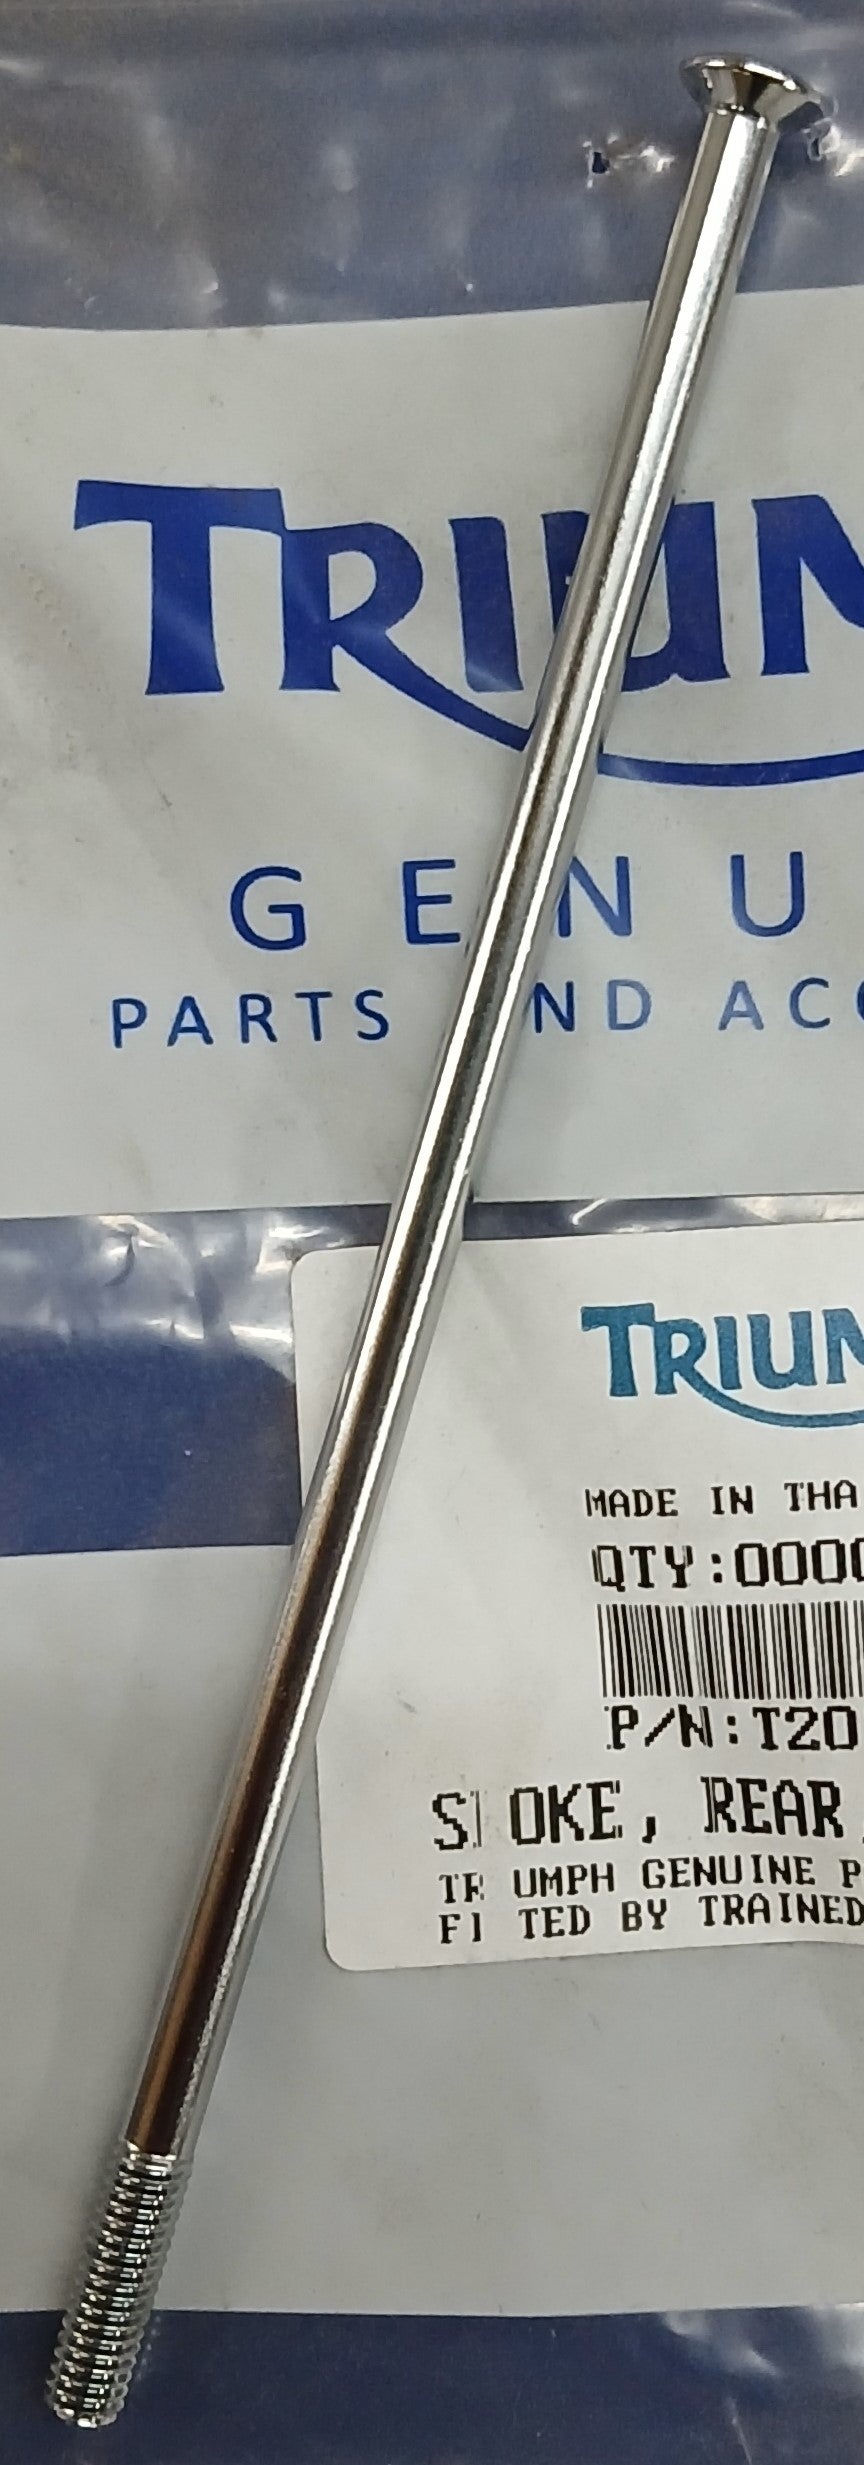 TRIUM
GENU
PARTS ND ACC
TRIUM
MADE IN THA
QTY:0000
P/N:T20
S OKE, REAR
TR UMPH GENUINE P
FI TED BY TRAINED